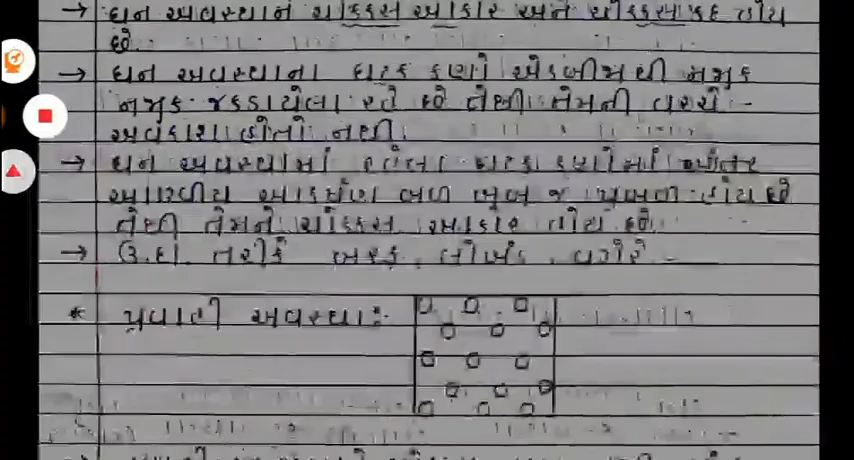 → ઘન અવસ્થાને ચોક્કસ આકાર અને ચોક્કસ કદ હોય
છે.
→ ઘન અવસ્થાના ઘટક કણો એકબીજાથી નજીક
નજીક જકડાયેલા રહે છે તેથી તેમની વચ્ચે
અવકાશ હોતો નથી.
→ ઘન અવસ્થામાં રહેલા ઘટક કણોમાં આંતર
આણ્વીય આકર્ષણ બળ ખુબ જ પ્રબળ હોય છે
તેથી તેમને ચોક્કસ આકાર હોય છે.
→ ઉ.દા. તરીકે બરફ, લોખંડ, વગેરે
* પ્રવાહી અવસ્થા :-